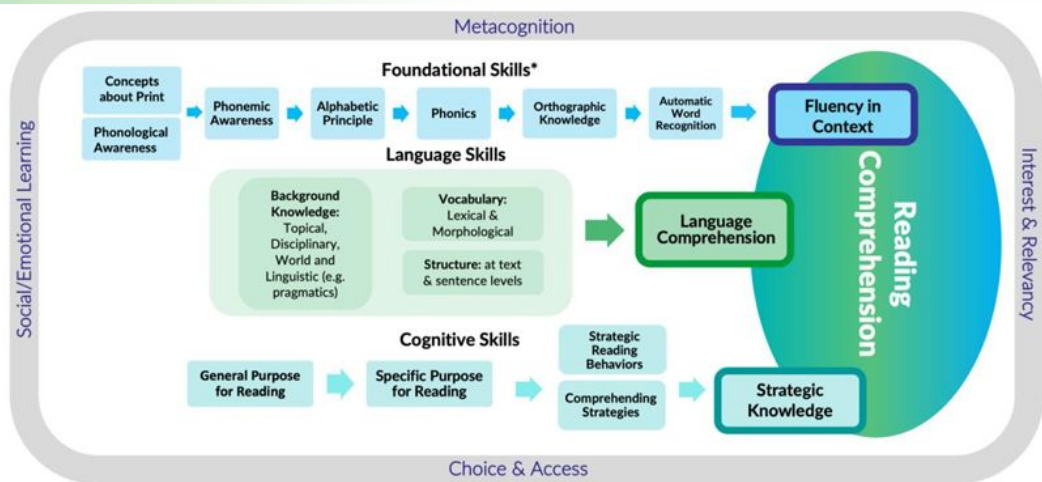 Metacognition
Foundational Skills*
Concepts
about Print
Phonological
Awareness
Phonemic
Awareness
Alphabetic
Principle
Phonics
Orthographic
Knowledge
Automatic
Word
Recognition
Fluency in
Context
Language Skills
Background
Knowledge:
Topical,
Disciplinary,
World and
Linguistic (e.g.
pragmatics)
Vocabulary:
Lexical &
Morphological
Structure: at text
& sentence levels
Language
Comprehension
Cognitive Skills
General Purpose
for Reading
Specific Purpose
for Reading
Strategic
Reading
Behaviors
Comprehending
Strategies
Strategic
Knowledge
Reading
Comprehension
Social/Emotional Learning
Interest & Relevancy
Choice & Access